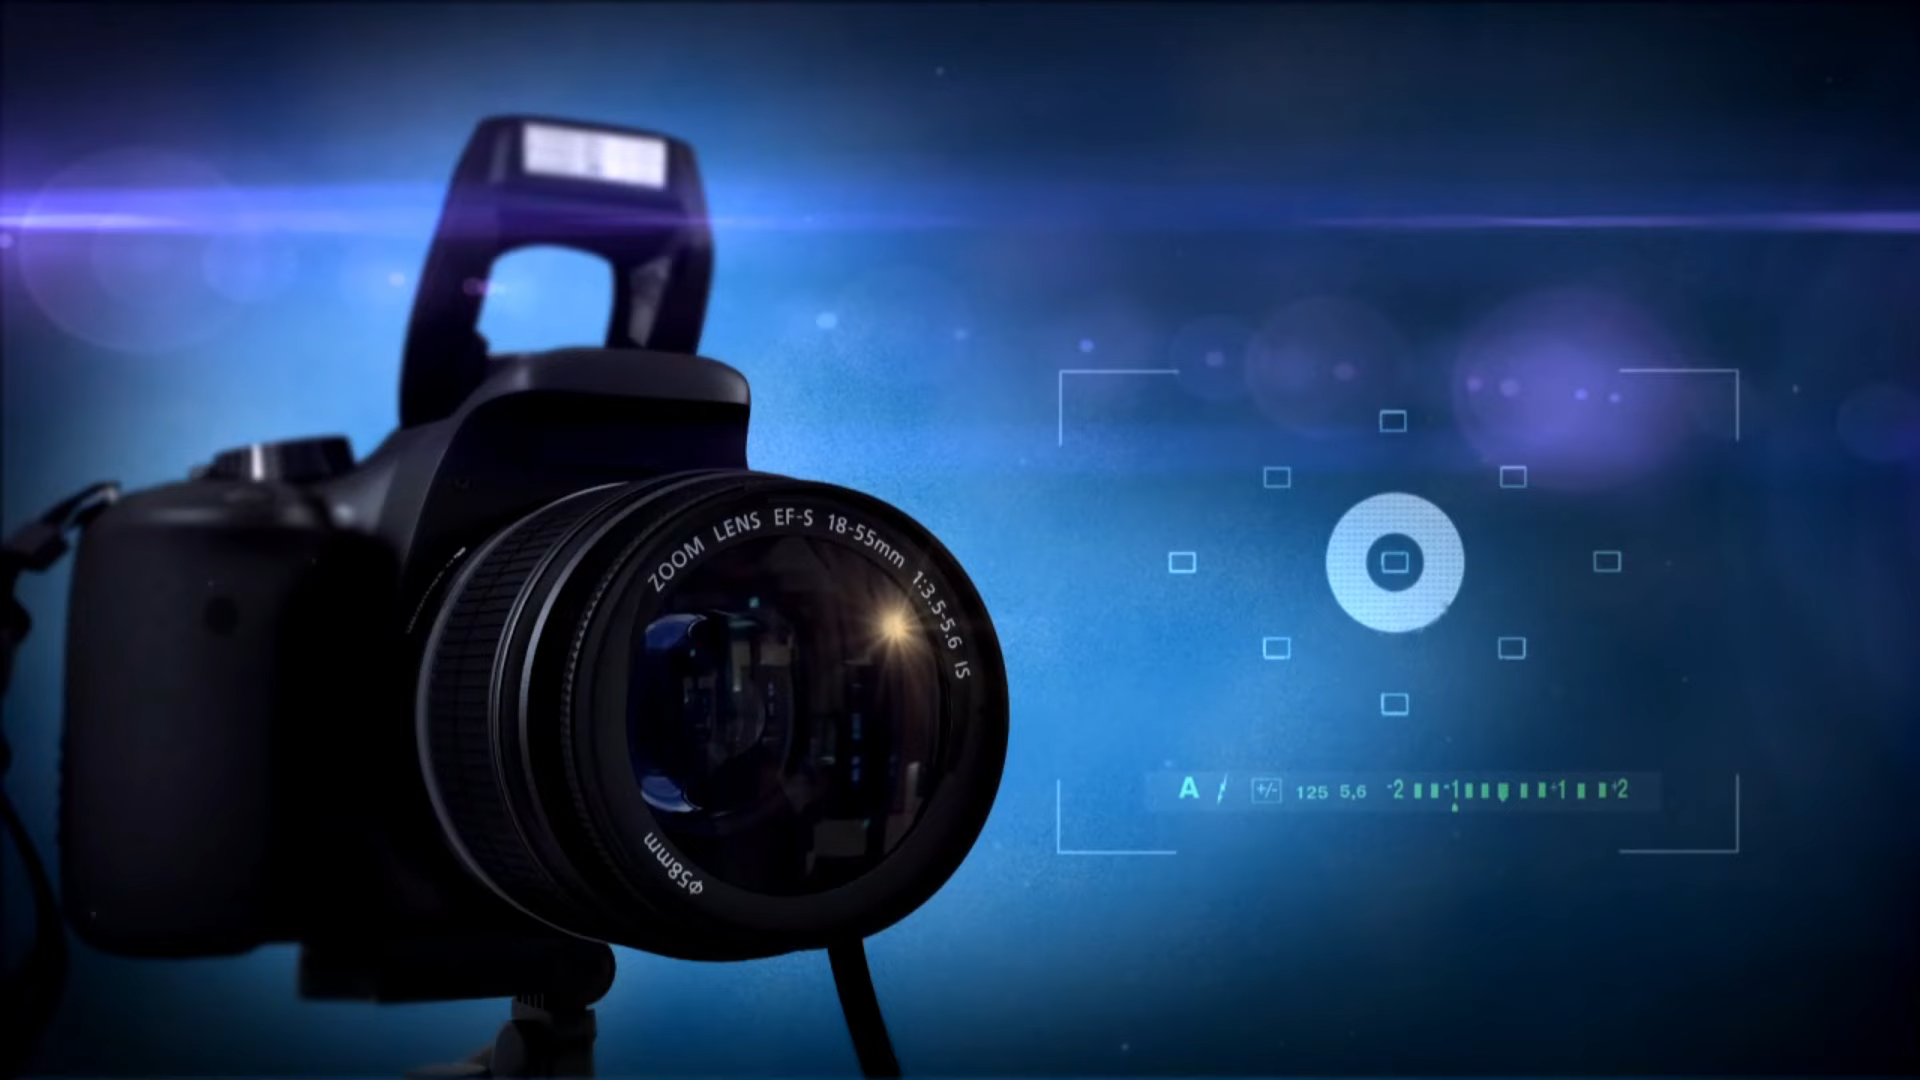 ZOOM LENS EF-S 18-55mm 1:3.5-5.6 IS
φ58mm
A +/- 125 5,6 -2 -1 +1 +2